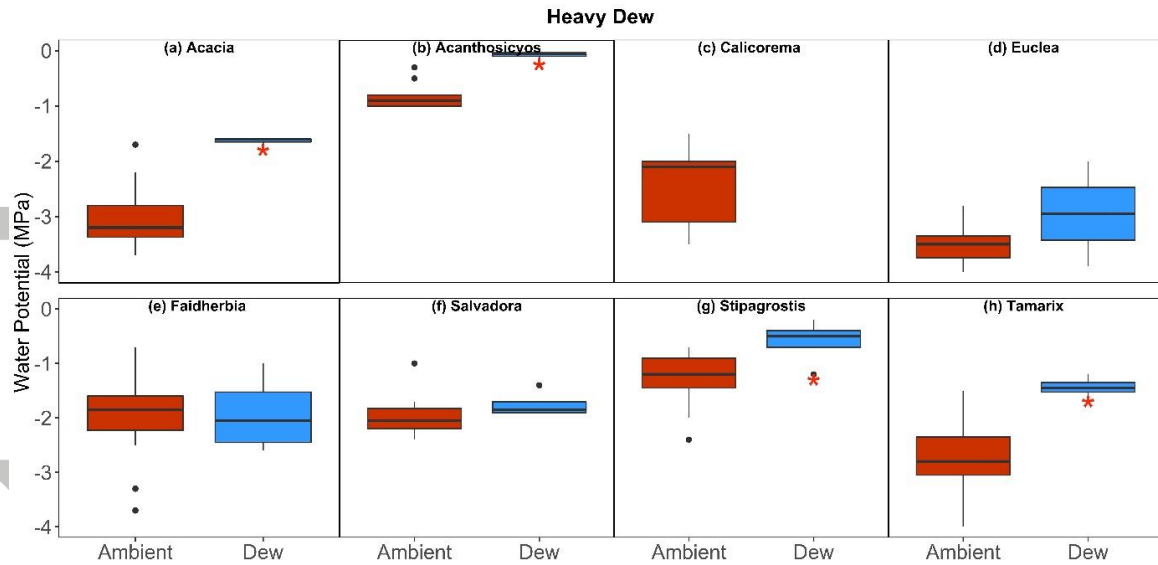 Heavy Dew
Water Potential (MPa)
(a) Acacia
(b) Acanthosicyos
(c) Calicorema
(d) Euclea
0
-1
-2
-3
-4
(e) Faidherbia
(f) Salvadora
(g) Stipagrostis
(h) Tamarix
0
-1
-2
-3
-4
Ambient
Dew
Ambient
Dew
Ambient
Dew
Ambient
Dew